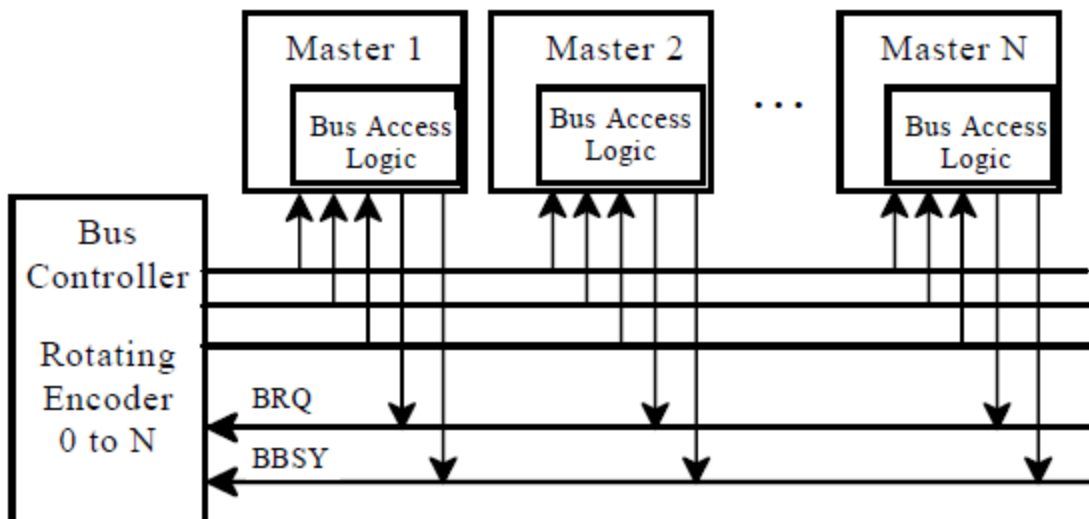 Master 1
Bus Access
Logic
Master 2
Bus Access
Logic
...
Master N
Bus Access
Logic
Bus
Controller
Rotating
Encoder
0 to N
BRQ
BBSY